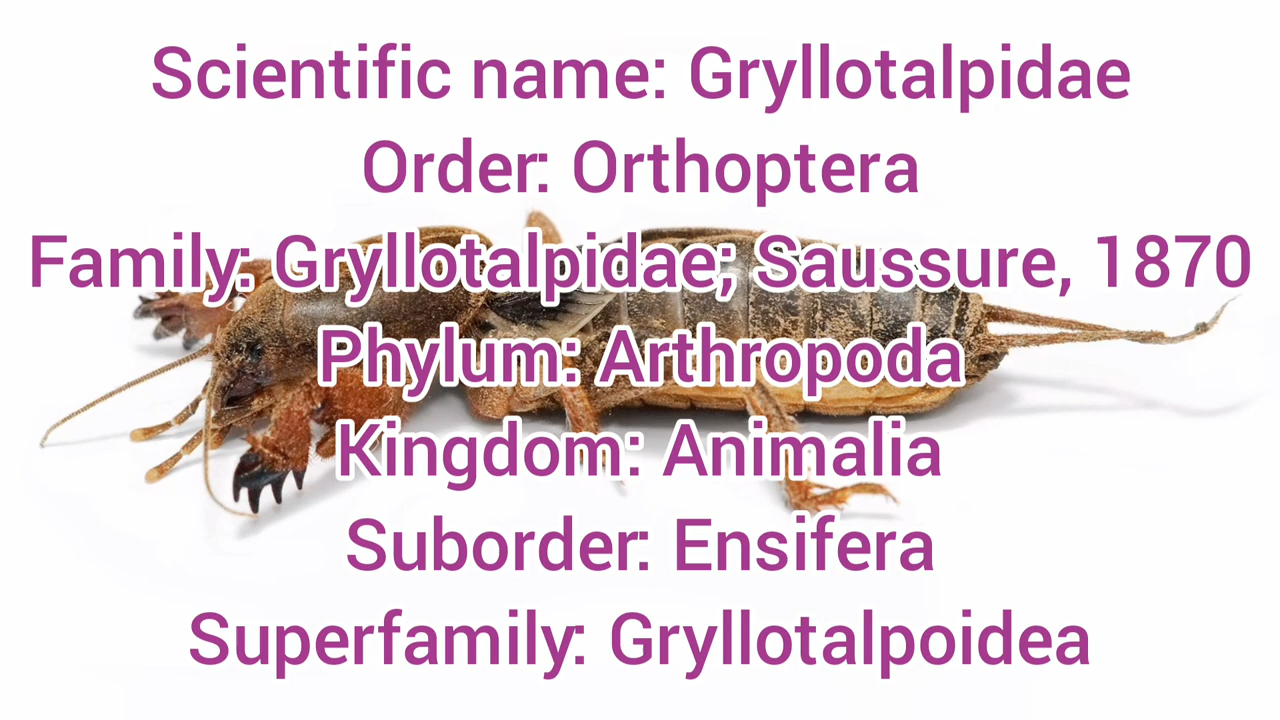 Scientific name: Gryllotalpidae
Order: Orthoptera
Family: Gryllotalpidae; Saussure, 1870
Phylum: Arthropoda
Kingdom: Animalia
Suborder: Ensifera
Superfamily: Gryllotalpoidea